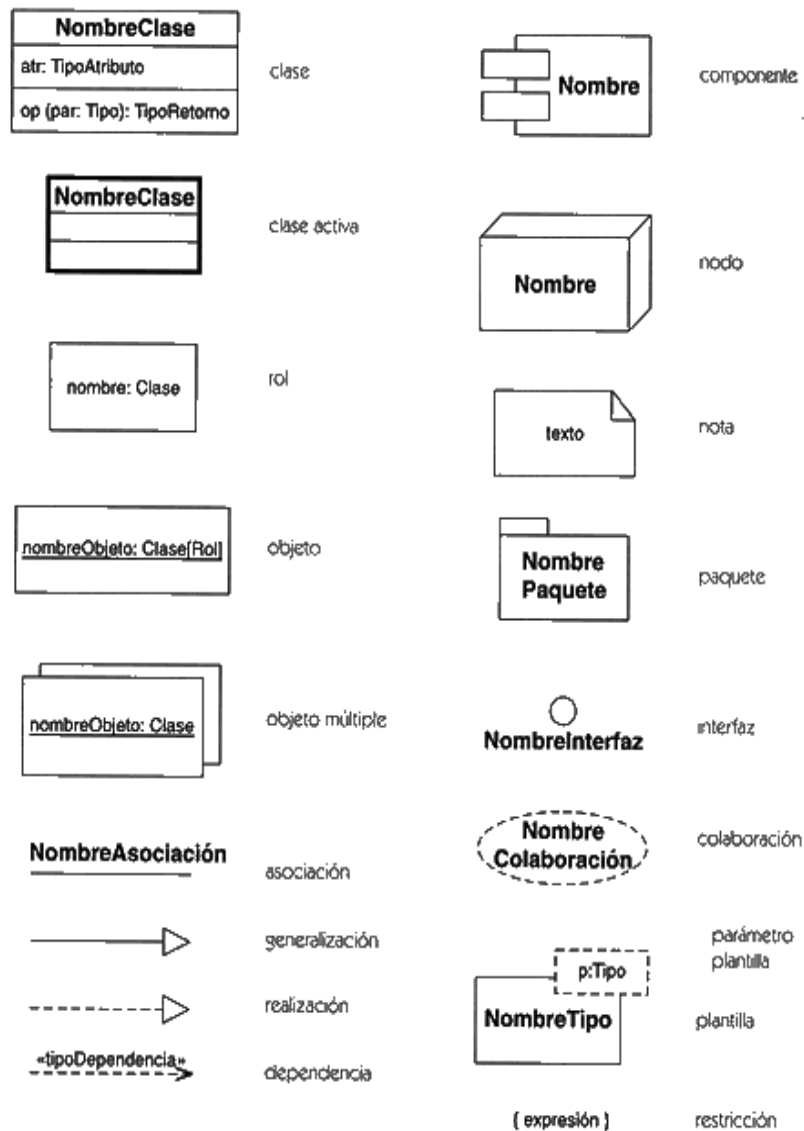 NombreClase
atr: TipoAtributo
op (par: Tipo): TipoRetorno
clase
NombreClase
clase activa
nombre: Clase
rol
nombreObjeto: Clase[Rol]
objeto
nombreObjeto: Clase
objeto múltiple
NombreAsociación
asociación
generalización
realización
«tipoDependencia»
dependencia
Nombre
componente
Nombre
nodo
texto
nota
Nombre
Paquete
paquete
NombreInterfaz
interfaz
Nombre
Colaboración
colaboración
p:Tipo
parámetro
plantilla
NombreTipo
plantilla
{ expresión }
restricción